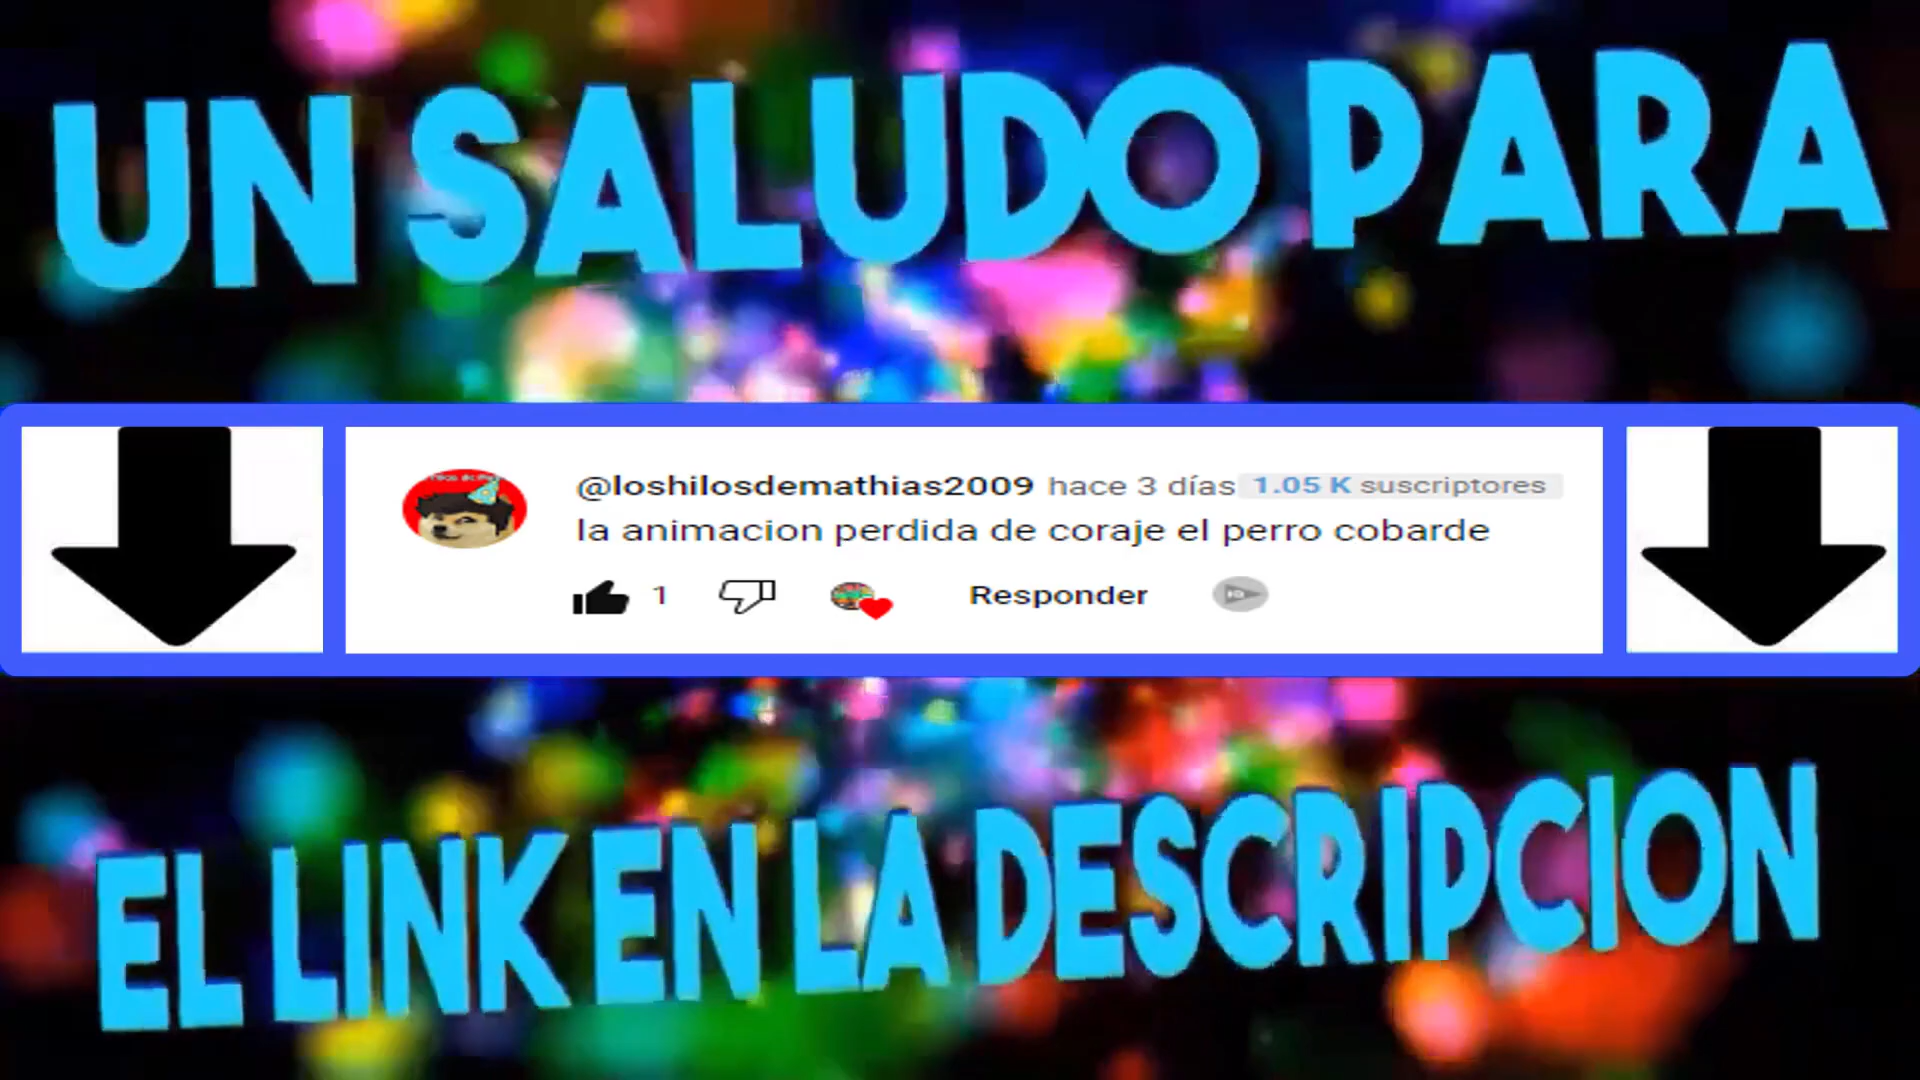 UN SALUDO PARA
@loshilosdemathias2009 hace 3 días 1.05 K suscriptores
la animacion perdida de coraje el perro cobarde
1 Responder
EL LINK EN LA DESCRIPCION